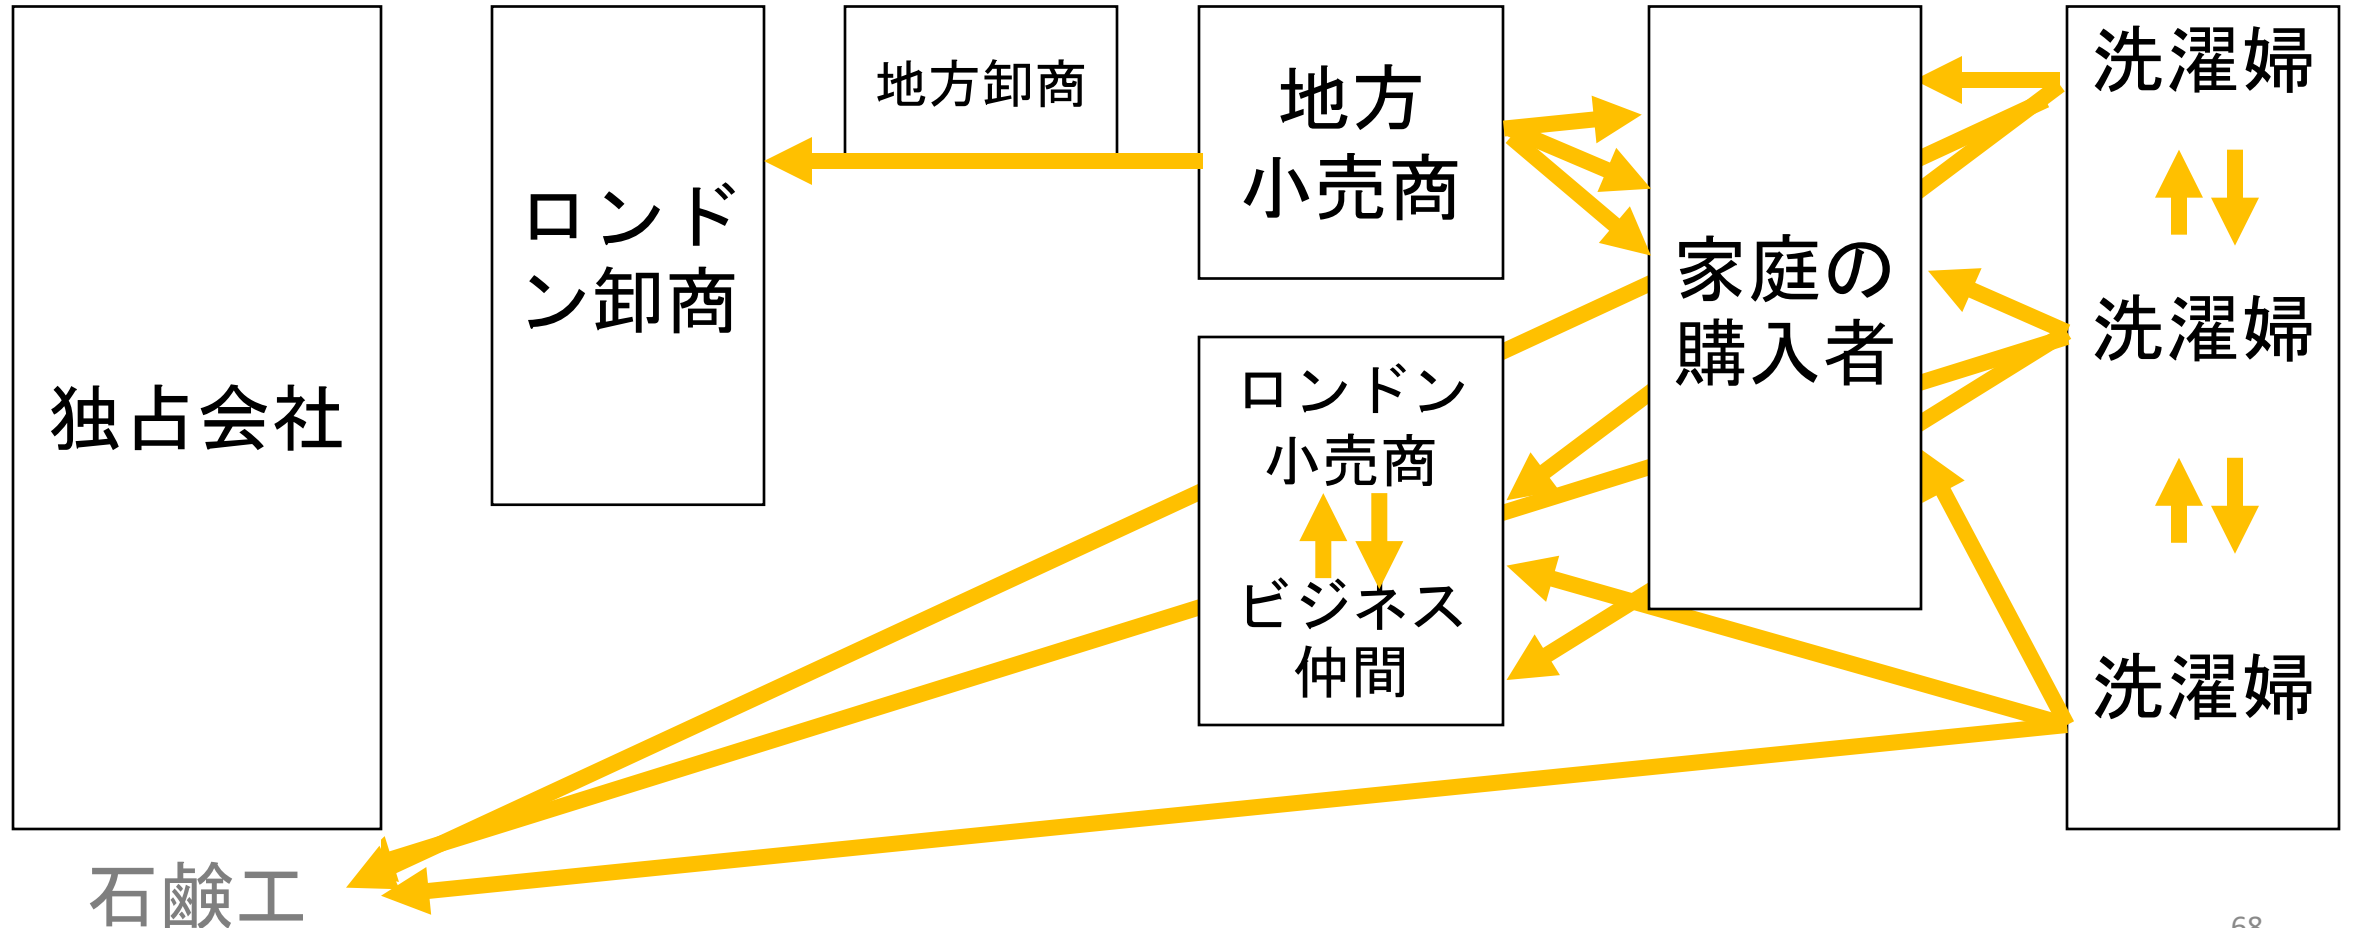 独占会社
ロンド
ン卸商
地方卸商
地方
小売商
ロンドン
小売商
ビジネス
仲間
家庭の
購入者
洗濯婦
洗濯婦
洗濯婦
石鹸工
68